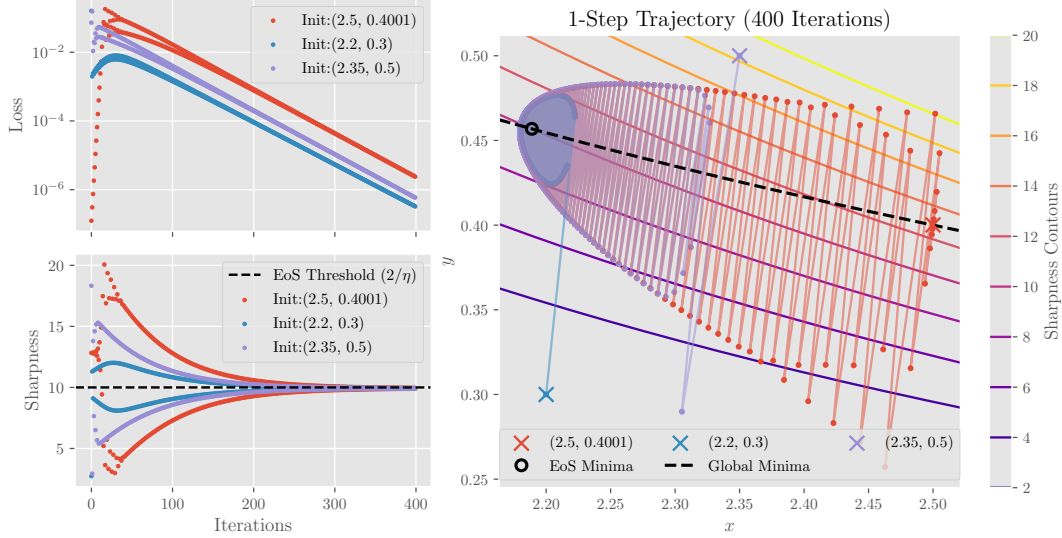 Loss
10^{-2}
10^{-4}
10^{-6}
Init:(2.5, 0.4001)
Init:(2.2, 0.3)
Init:(2.35, 0.5)
Sharpness
20
15
10
5
EoS Threshold (2/η)
Init:(2.5, 0.4001)
Init:(2.2, 0.3)
Init:(2.35, 0.5)
0 100 200 300 400
Iterations
1-Step Trajectory (400 Iterations)
y
0.50
0.45
0.40
0.35
0.30
0.25
(2.5, 0.4001) (2.2, 0.3) (2.35, 0.5)
EoS Minima Global Minima
2.20 2.25 2.30 2.35 2.40 2.45 2.50
x
Sharpness Contours
20
18
16
14
12
10
8
6
4
2